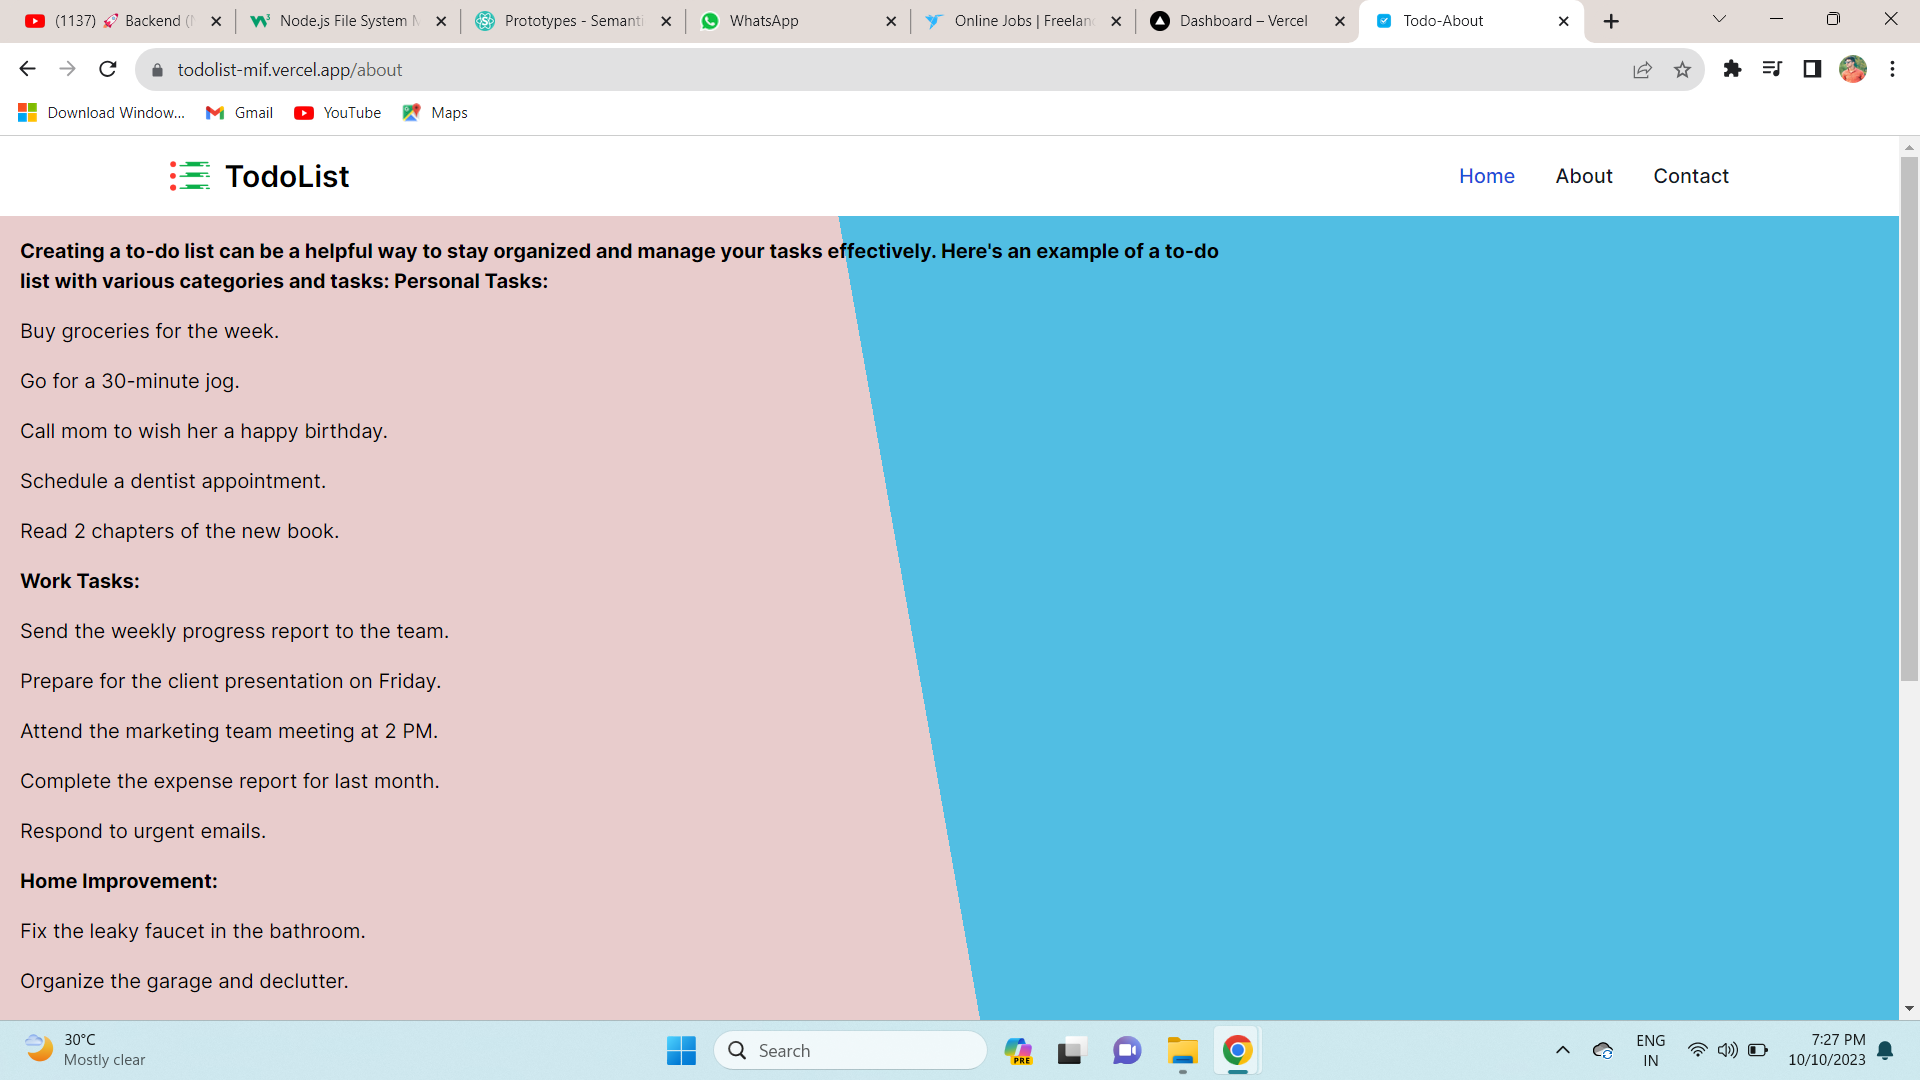 (1137) 🚀 Backend (
Node.js File System
Prototypes - Semanti
WhatsApp
Online Jobs | Freelan
Dashboard – Vercel
Todo-About
todolist-mif.vercel.app/about
Download Window...
Gmail
YouTube
Maps
TodoList
Home
About
Contact
Creating a to-do list can be a helpful way to stay organized and manage your tasks effectively. Here's an example of a to-do
list with various categories and tasks: Personal Tasks:
Buy groceries for the week.
Go for a 30-minute jog.
Call mom to wish her a happy birthday.
Schedule a dentist appointment.
Read 2 chapters of the new book.
Work Tasks:
Send the weekly progress report to the team.
Prepare for the client presentation on Friday.
Attend the marketing team meeting at 2 PM.
Complete the expense report for last month.
Respond to urgent emails.
Home Improvement:
Fix the leaky faucet in the bathroom.
Organize the garage and declutter.
30°C
Mostly clear
Search
PRE
ENG
IN
7:27 PM
10/10/2023